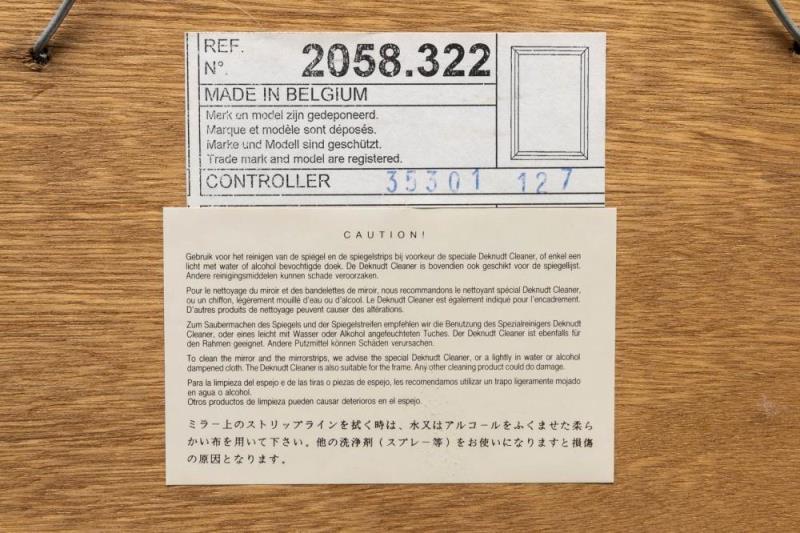 REF.
N°.
2058.322
MADE IN BELGIUM
Merk en model zijn gedeponeerd.
Marque et modèle sont déposés.
Marke und Modell sind geschützt.
Trade mark and model are registered.
CONTROLLER 35301 127
CAUTION!
Gebruik voor het reinigen van de spiegel en de spiegelstrips bij voorkeur de speciale Deknudt Cleaner, of enkel een
licht met water of alcohol bevochtigde doek. De Deknudt Cleaner is bovendien ook geschikt voor de spiegellijst.
Andere reinigingsmiddelen kunnen schade veroorzaken.
Pour le nettoyage du miroir et des bandelettes de miroir, nous recommandons le nettoyant spécial Deknudt Cleaner,
ou un chiffon, légèrement mouillé d'eau ou d'alcool. Le Deknudt Cleaner est également indiqué pour l'encadrement.
D'autres produits de nettoyage peuvent causer des altérations.
Zum Saubermachen des Spiegels und der Spiegelstreifen empfehlen wir die Benutzung des Spezialreinigers Deknudt
Cleaner, oder eines leicht mit Wasser oder Alkohol angefeuchteten Tuches. Der Deknudt Cleaner ist ebenfalls für
den Rahmen geeignet. Andere Putzmittel können Schäden verursachen.
To clean the mirror and the mirrorstrips, we advise the special Deknudt Cleaner, or a lightly in water or alcohol
dampened cloth. The Deknudt Cleaner is also suitable for the frame. Any other cleaning product could do damage.
Para la limpieza del espejo e de las tiras o piezas de espejo, les recomendamos utilizar un trapo ligeramente mojado
en agua o alcohol.
Otros productos de limpieza puedan causar deterioros en el espejo.
ミラー上のストリップラインを拭く時は、水又はアルコールをふくませた柔ら
かい布を用いて下さい。他の洗浄剤（スプレー等）をお使いになりますと損傷
の原因となります。